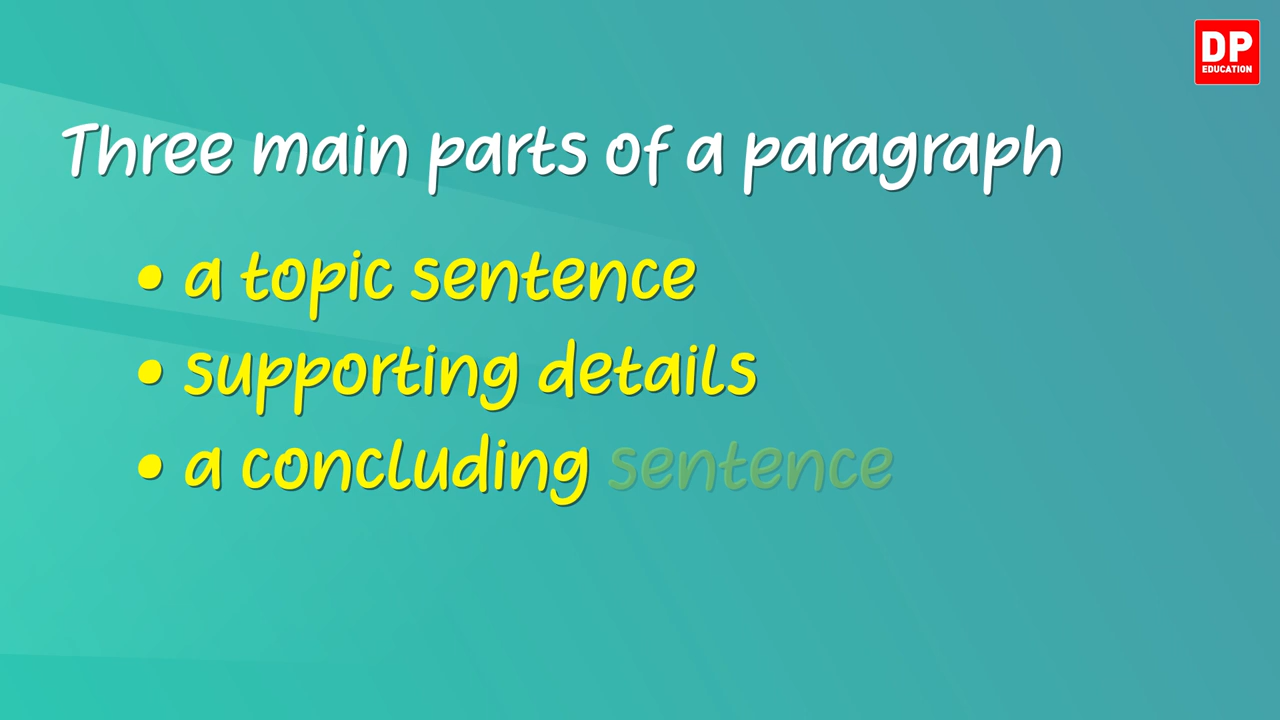 DP
EDUCATION
Three main parts of a paragraph
• a topic sentence
• supporting details
• a concluding sentence